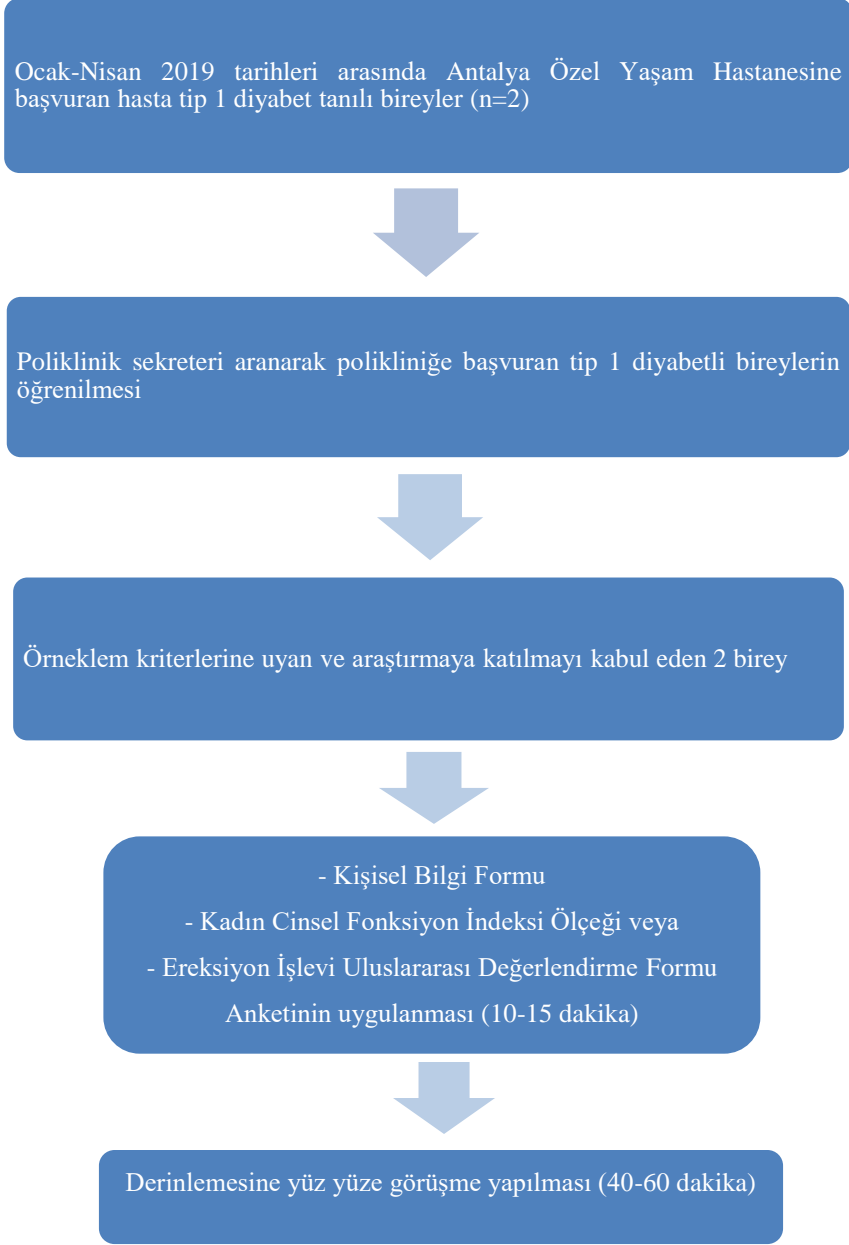 Ocak-Nisan 2019 tarihleri arasında Antalya Özel Yaşam Hastanesine
başvuran hasta tip 1 diyabet tanılı bireyler (n=2)
Poliklinik sekreteri aranarak polikliniğe başvuran tip 1 diyabetli bireylerin
öğrenilmesi
Örneklem kriterlerine uyan ve araştırmaya katılmayı kabul eden 2 birey
- Kişisel Bilgi Formu
- Kadın Cinsel Fonksiyon İndeksi Ölçeği veya
- Ereksiyon İşlevi Uluslararası Değerlendirme Formu
Anketinin uygulanması (10-15 dakika)
Derinlemesine yüz yüze görüşme yapılması (40-60 dakika)